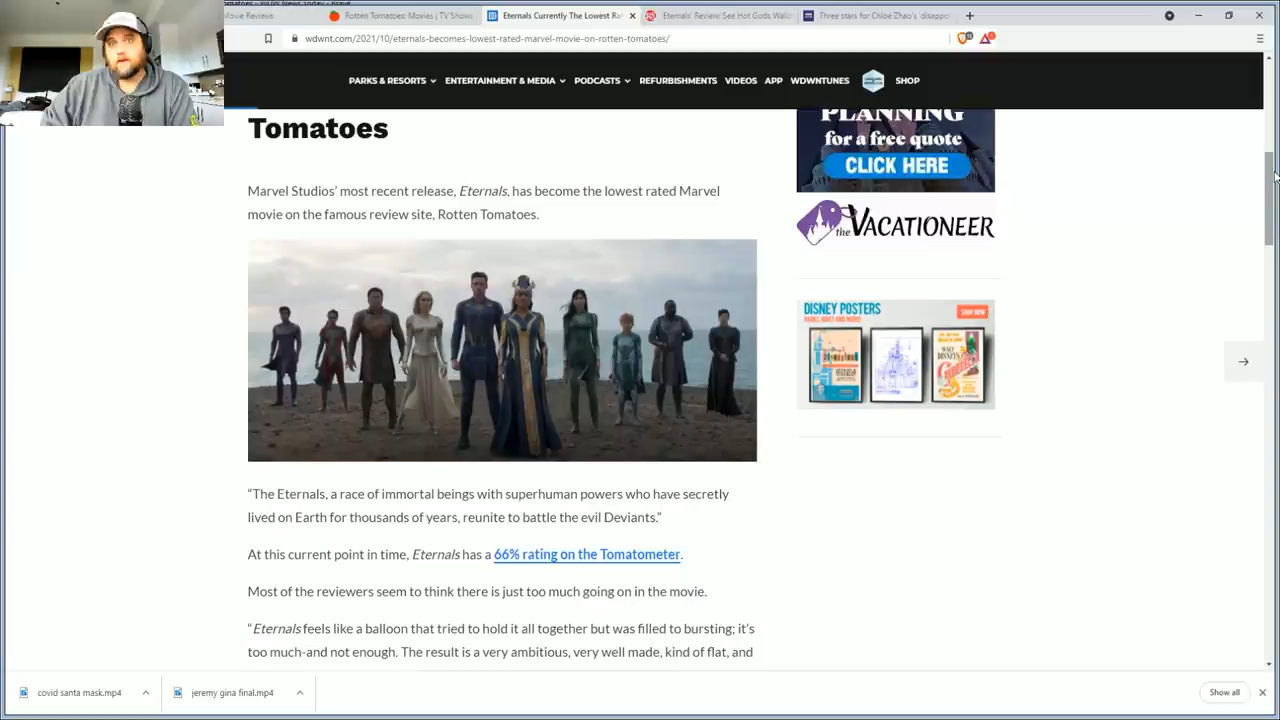 Movie Reviews
Rotten Tomatoes: Movies | TV Show
Eternals Currently The Lowest Ra
Eternals' Review: See Hot Gods Walk
Three stars for Chloé Zhao's 'disappo
wdwnt.com/2021/10/eternals-becomes-lowest-rated-marvel-movie-on-rotten-tomatoes/
PARKS & RESORTS ENTERTAINMENT & MEDIA PODCASTS REFURBISHMENTS VIDEOS APP WDWNTUNES SHOP
Tomatoes
Marvel Studios’ most recent release, Eternals, has become the lowest rated Marvel
movie on the famous review site, Rotten Tomatoes.
“The Eternals, a race of immortal beings with superhuman powers who have secretly
lived on Earth for thousands of years, reunite to battle the evil Deviants.”
At this current point in time, Eternals has a 66% rating on the Tomatometer.
Most of the reviewers seem to think there is just too much going on in the movie.
“Eternals feels like a balloon that tried to hold it all together but was filled to bursting; it’s
too much-and not enough. The result is a very ambitious, very well made, kind of flat, and
PLANNING
for a free quote
CLICK HERE
the VACATIONEER
DISNEY POSTERS
SHOP NOW
covid santa mask.mp4
jeremy gina final.mp4
Show all